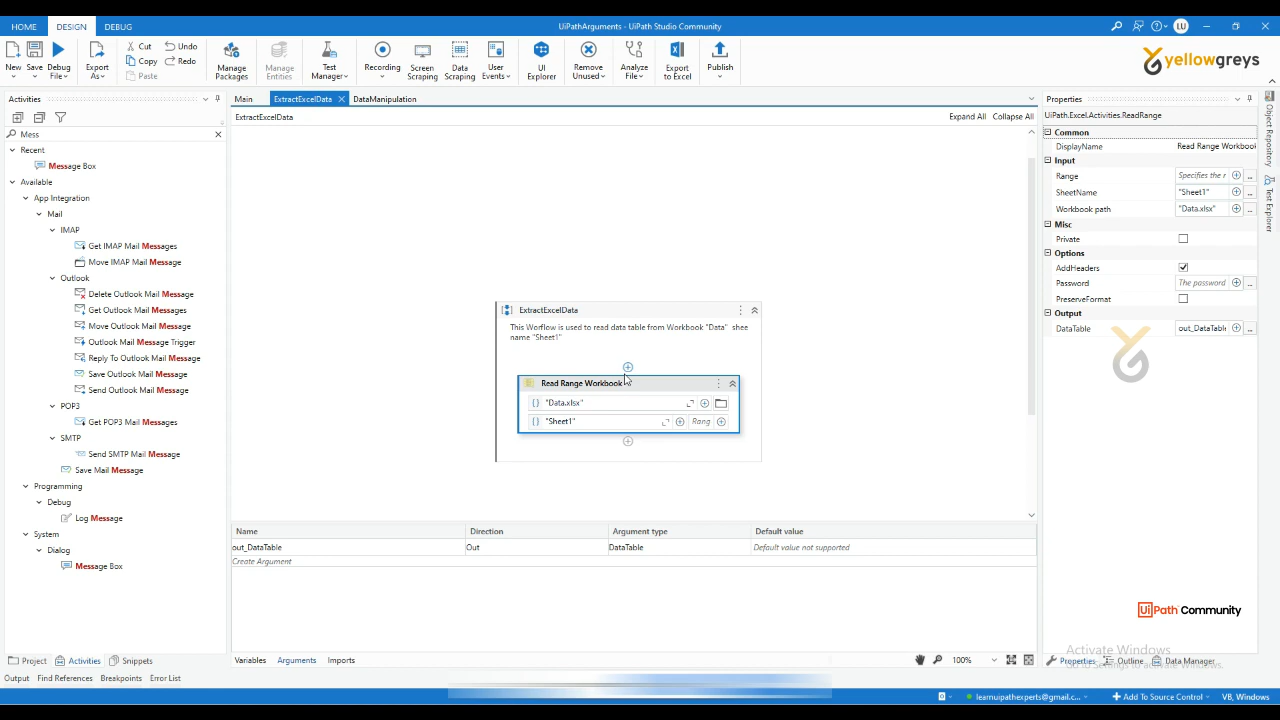 HOME DESIGN DEBUG UiPathArguments - UiPath Studio Community LU
New Save Debug File Export As Cut Copy Paste Undo Redo Manage Packages Manage Entities Test Manager Recording Screen Scraping Data Scraping User Events UI Explorer Remove Unused Analyze File Export to Excel Publish
yellowgreys
Activities
Mess
Recent
Message Box
Available
App Integration
Mail
IMAP
Get IMAP Mail Messages
Move IMAP Mail Message
Outlook
Delete Outlook Mail Message
Get Outlook Mail Messages
Move Outlook Mail Message
Outlook Mail Message Trigger
Reply To Outlook Mail Message
Save Outlook Mail Message
Send Outlook Mail Message
POP3
Get POP3 Mail Messages
SMTP
Send SMTP Mail Message
Save Mail Message
Programming
Debug
Log Message
System
Dialog
Message Box
Project Activities Snippets
Main ExtractExcelData DataManipulation
ExtractExcelData Expand All Collapse All
ExtractExcelData
This Worflow is used to read data table from Workbook "Data" shee
name "Sheet1"
Read Range Workbook
"Data.xlsx"
"Sheet1" Rang
Name Direction Argument type Default value
out_DataTable Out DataTable Default value not supported
Create Argument
Variables Arguments Imports 100%
Properties
UiPath.Excel.Activities.ReadRange
Common
DisplayName Read Range Workbook
Input
Range Specifies the r ...
SheetName "Sheet1" ...
Workbook path "Data.xlsx" ...
Misc
Private
Options
AddHeaders
Password The password ...
PreserveFormat
Output
DataTable out_DataTable ...
UiPath Community
Activate Windows
Properties Outline Data Manager
Object Repository
Test Explorer
Output Find References Breakpoints Error List
learnuipathexperts@gmail.c... Add To Source Control VB, Windows